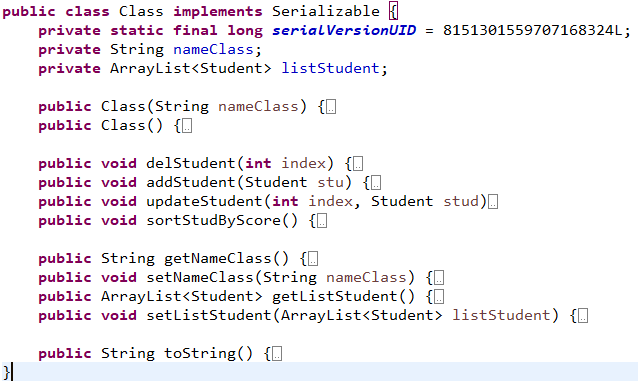 public class Class implements Serializable {
private static final long serialVersionUID = 8151301559707168324L;
private String nameClass;
private ArrayList<Student> listStudent;
public Class(String nameClass) {
public Class() {
public void delStudent(int index) {
public void addStudent(Student stu) {
public void updateStudent(int index, Student stud)
public void sortStudByScore() {
public String getNameClass() {
public void setNameClass(String nameClass) {
public ArrayList<Student> getListStudent() {
public void setListStudent(ArrayList<Student> listStudent) {
public String toString() {
}